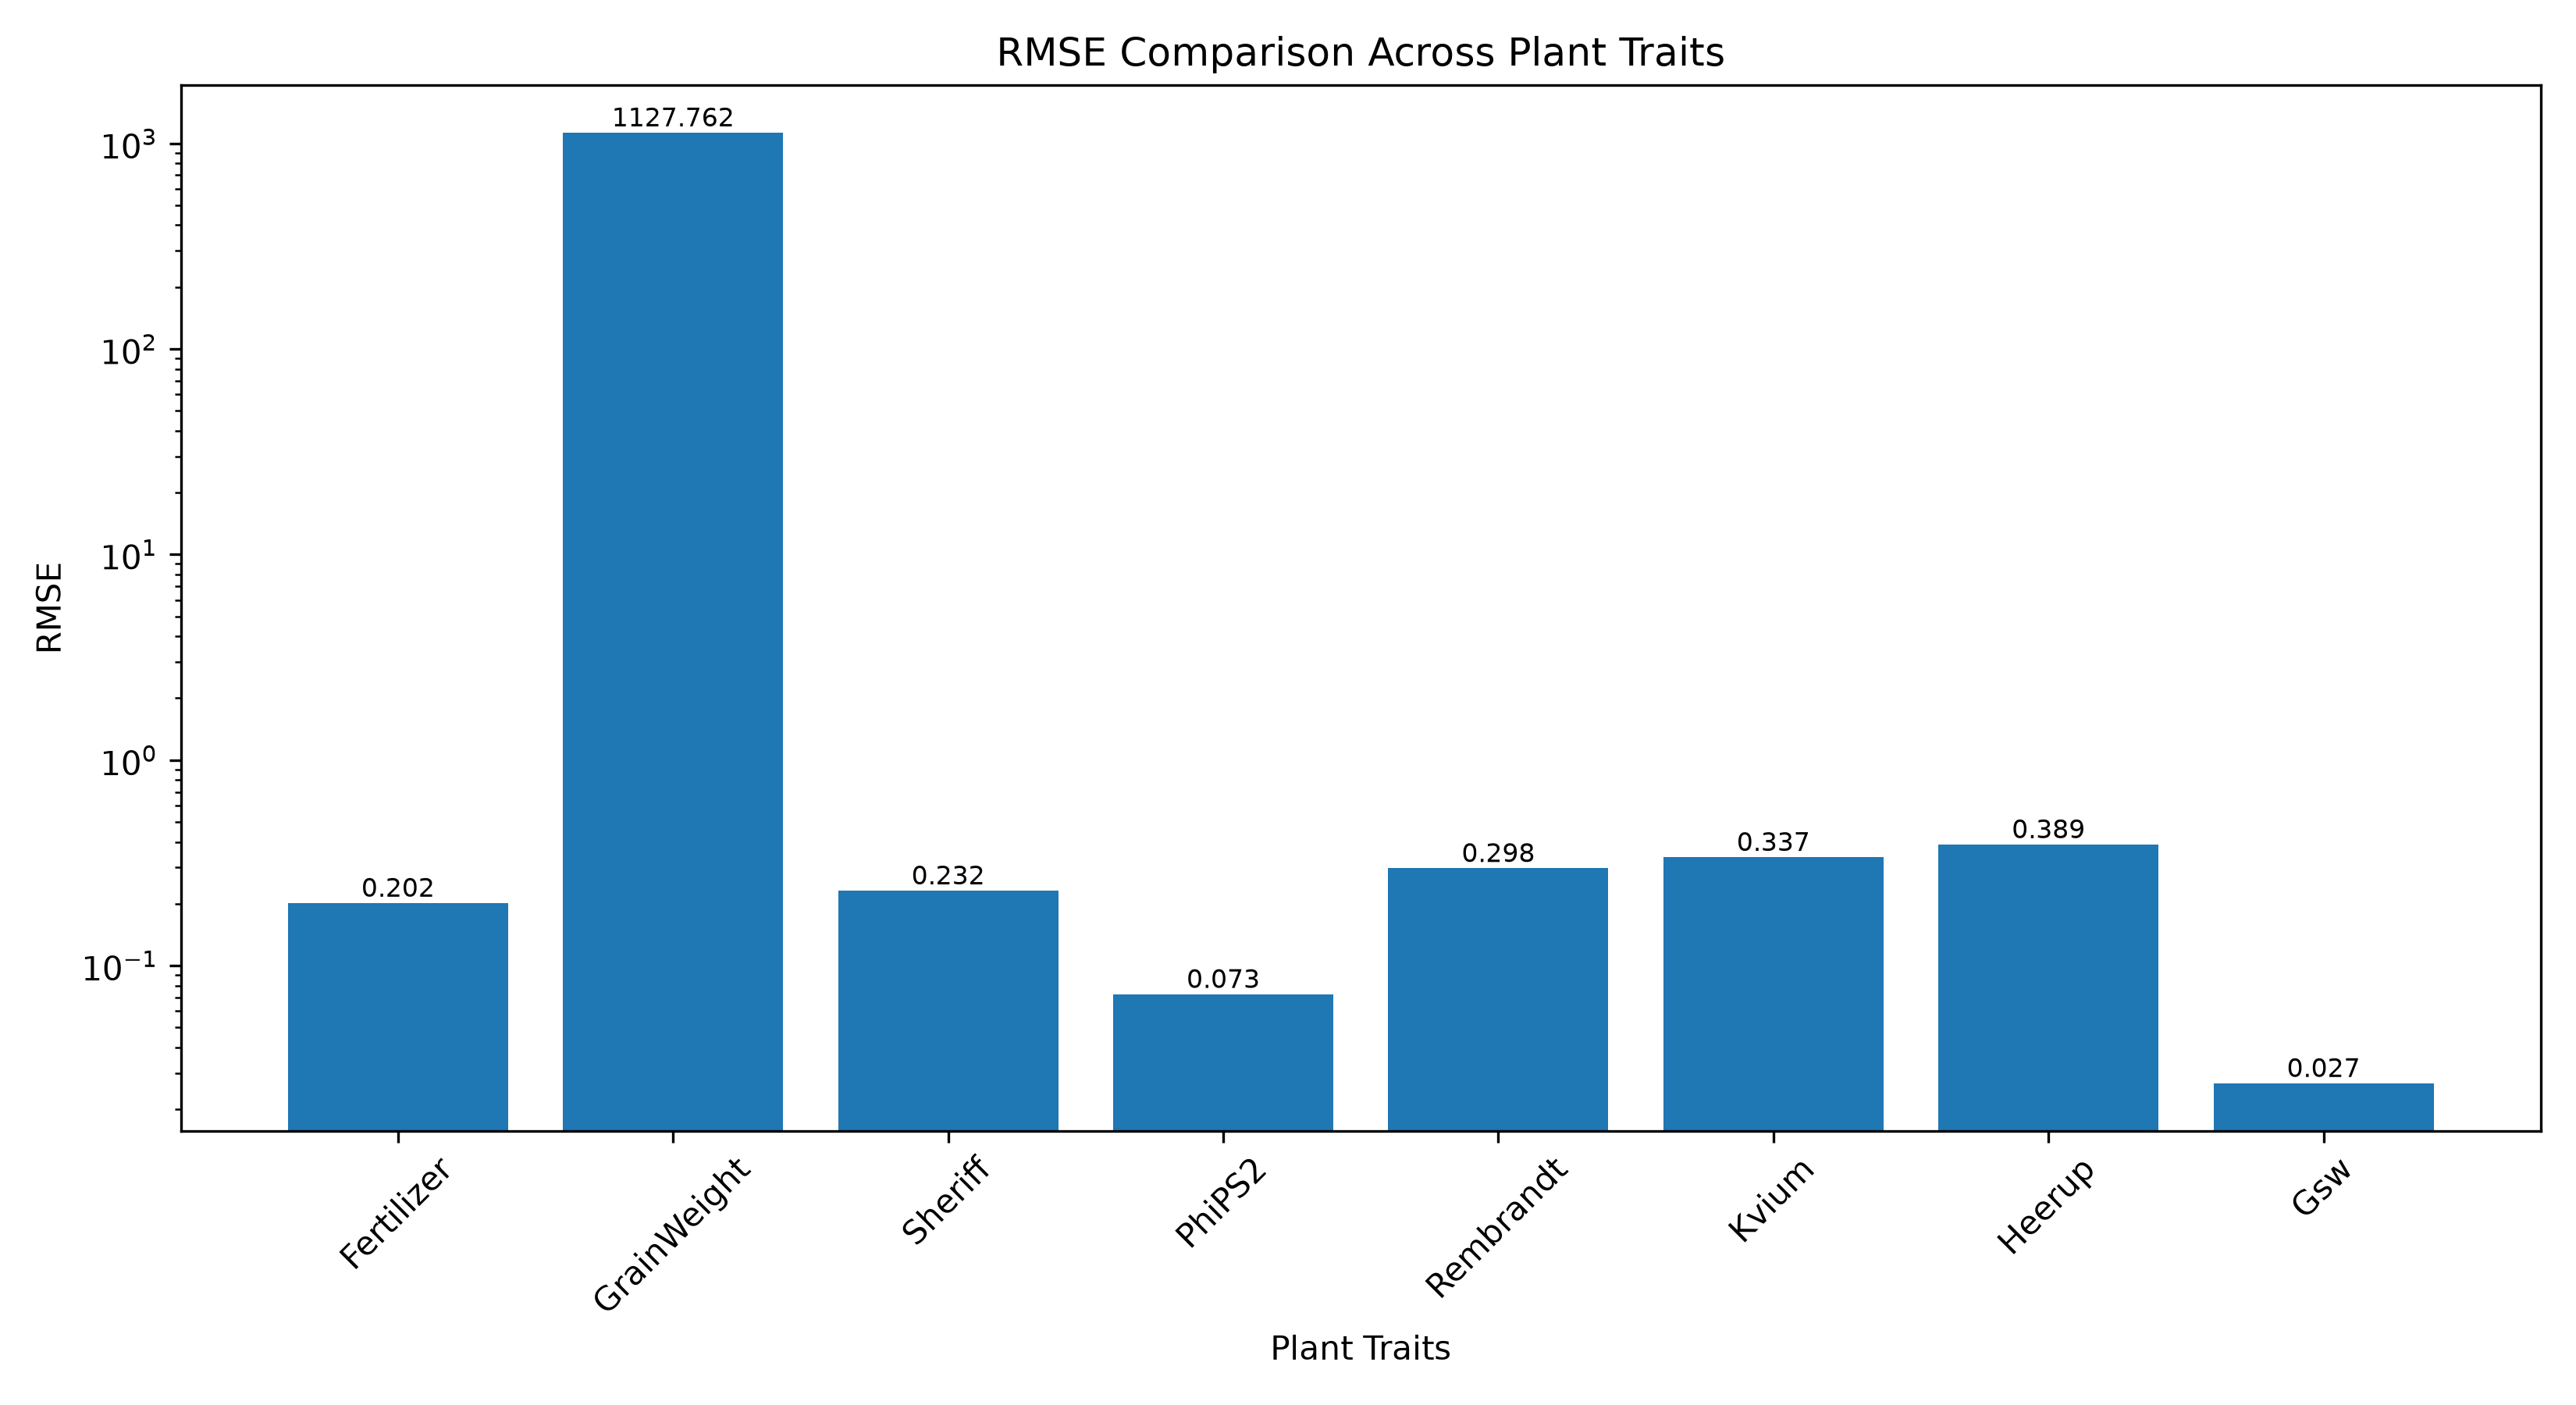 RMSE Comparison Across Plant Traits
RMSE
10³
10²
10¹
10⁰
10⁻¹
0.202
1127.762
0.232
0.073
0.298
0.337
0.389
0.027
Fertillizer
GrainWeight
Sheriff
PhiPS2
Rembrandt
Kvium
Heerup
Gsw
Plant Traits